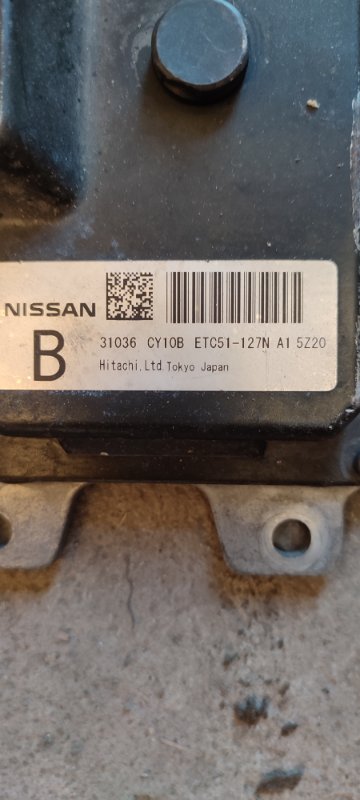 NISSAN
B
31036 CY10B ETC51-127N A1 5Z20
Hitachi,Ltd.Tokyo Japan